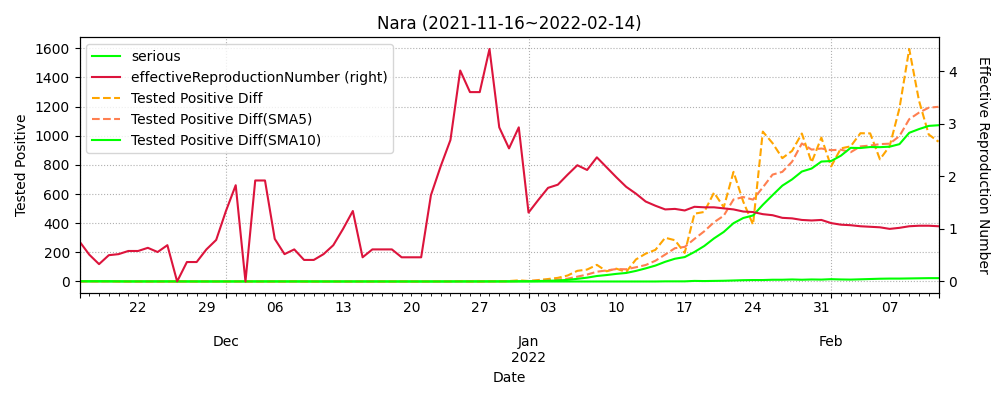 Nara (2021-11-16~2022-02-14)
serious
effectiveReproductionNumber (right)
Tested Positive Diff
Tested Positive Diff(SMA5)
Tested Positive Diff(SMA10)
Tested Positive
1600
1400
1200
1000
800
600
400
200
0
4
3
2
1
0
Effective Reproduction Number
22 29 06 13 20 27 03 10 17 24 31 07
Dec Jan Feb
2022
Date